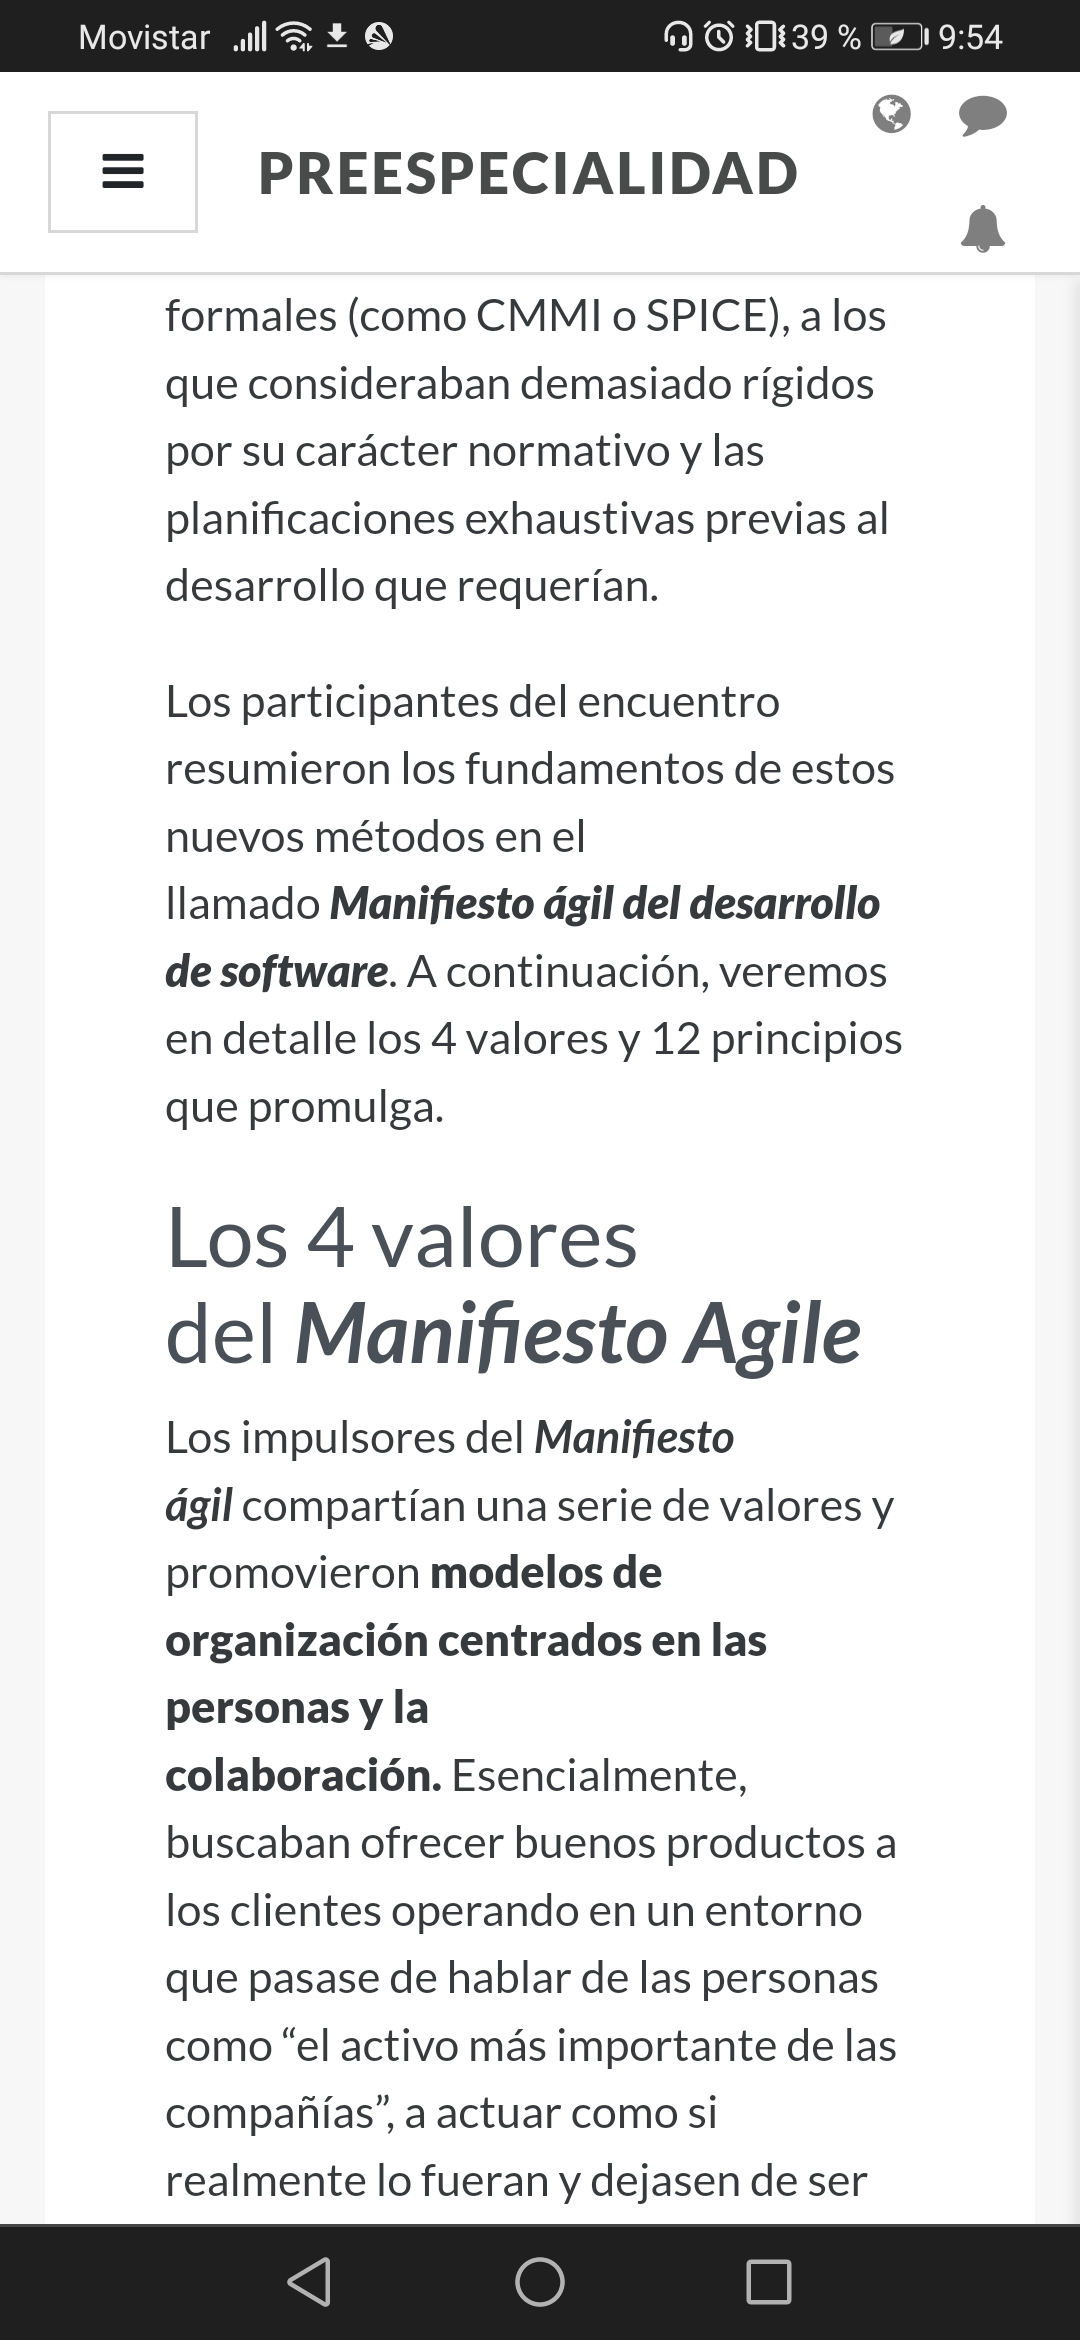 Movistar 39 % 9:54
PREESPECIALIDAD
formales (como CMMI o SPICE), a los
que consideraban demasiado rígidos
por su carácter normativo y las
planificaciones exhaustivas previas al
desarrollo que requerían.
Los participantes del encuentro
resumieron los fundamentos de estos
nuevos métodos en el
llamado Manifiesto ágil del desarrollo
de software. A continuación, veremos
en detalle los 4 valores y 12 principios
que promulga.
Los 4 valores
del Manifiesto Agile
Los impulsores del Manifiesto
ágil compartían una serie de valores y
promovieron modelos de
organización centrados en las
personas y la
colaboración. Esencialmente,
buscaban ofrecer buenos productos a
los clientes operando en un entorno
que pasase de hablar de las personas
como “el activo más importante de las
compañías”, a actuar como si
realmente lo fueran y dejasen de ser